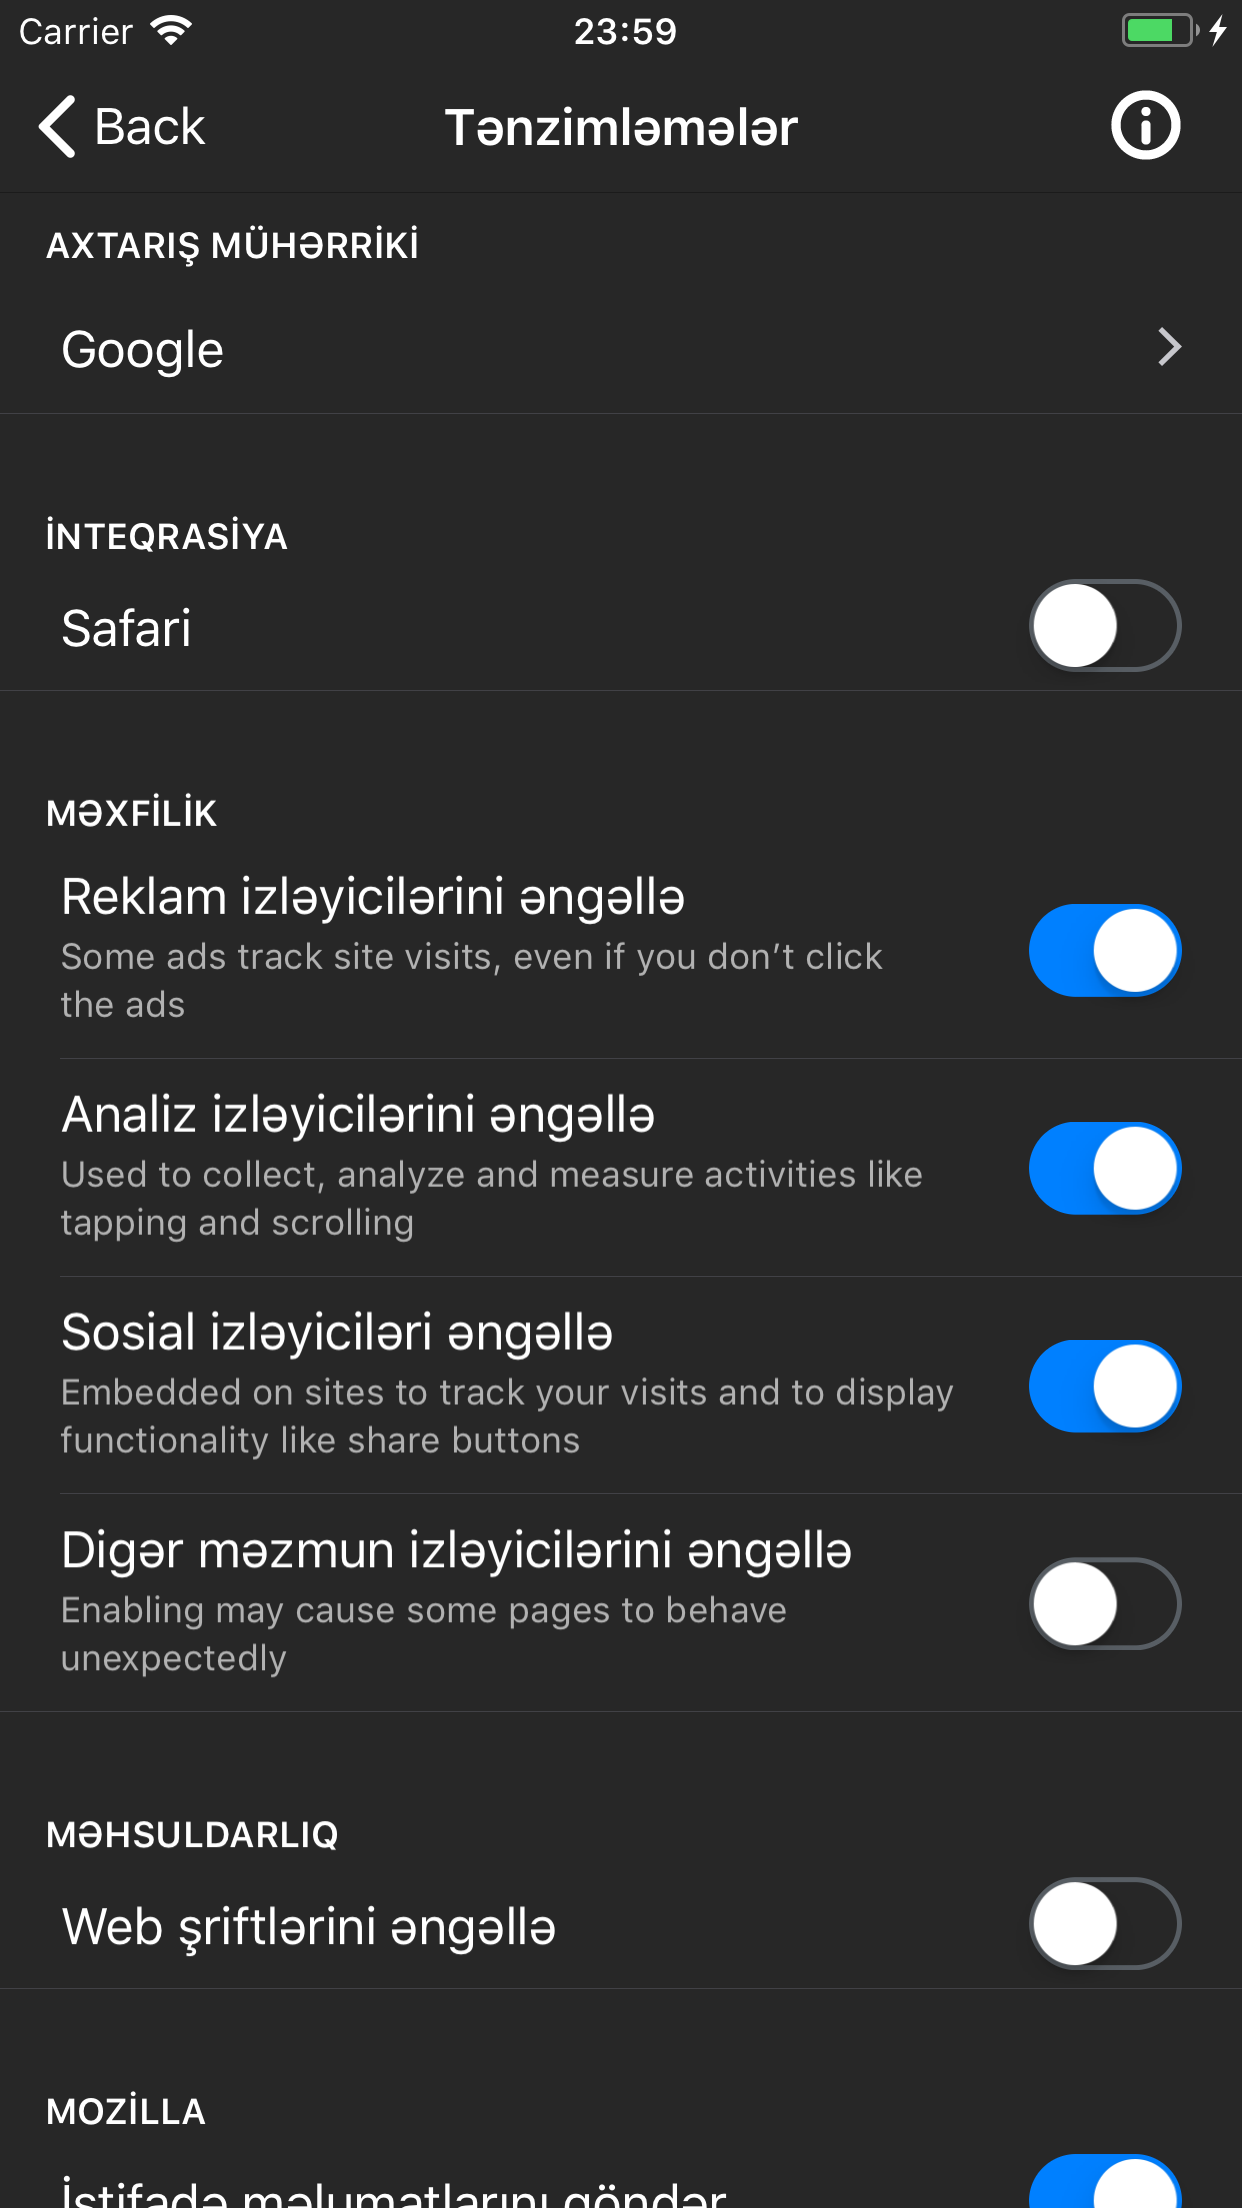 Carrier
23:59
Back
Tənzimləmələr
AXTARIŞ MÜHƏRRİKİ
Google
İNTEQRASİYA
Safari
MƏXFİLİK
Reklam izləyicilərini əngəllə
Some ads track site visits, even if you don’t click
the ads
Analiz izləyicilərini əngəllə
Used to collect, analyze and measure activities like
tapping and scrolling
Sosial izləyiciləri əngəllə
Embedded on sites to track your visits and to display
functionality like share buttons
Digər məzmun izləyicilərini əngəllə
Enabling may cause some pages to behave
unexpectedly
MƏHSULDARLIQ
Web şriftlərini əngəllə
MOZİLLA
İstifadə məlumatlarını göndər